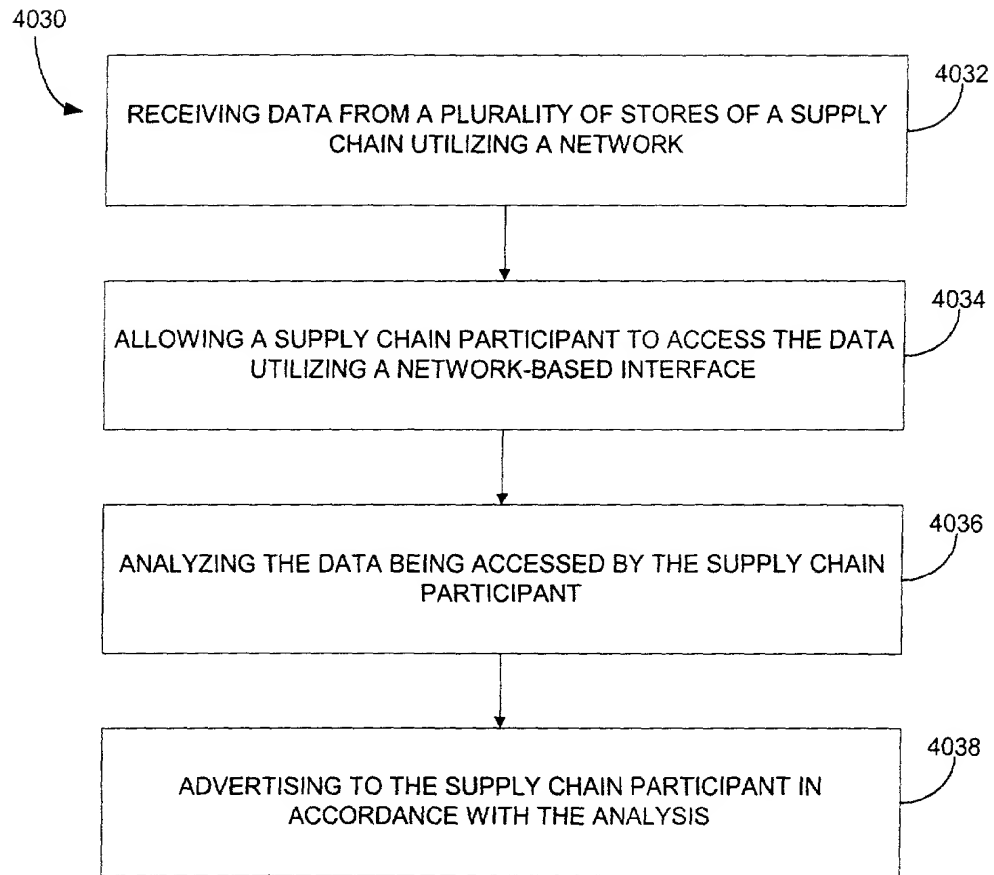 4030
4032
RECEIVING DATA FROM A PLURALITY OF STORES OF A SUPPLY
CHAIN UTILIZING A NETWORK
4034
ALLOWING A SUPPLY CHAIN PARTICIPANT TO ACCESS THE DATA
UTILIZING A NETWORK-BASED INTERFACE
4036
ANALYZING THE DATA BEING ACCESSED BY THE SUPPLY CHAIN
PARTICIPANT
4038
ADVERTISING TO THE SUPPLY CHAIN PARTICIPANT IN
ACCORDANCE WITH THE ANALYSIS